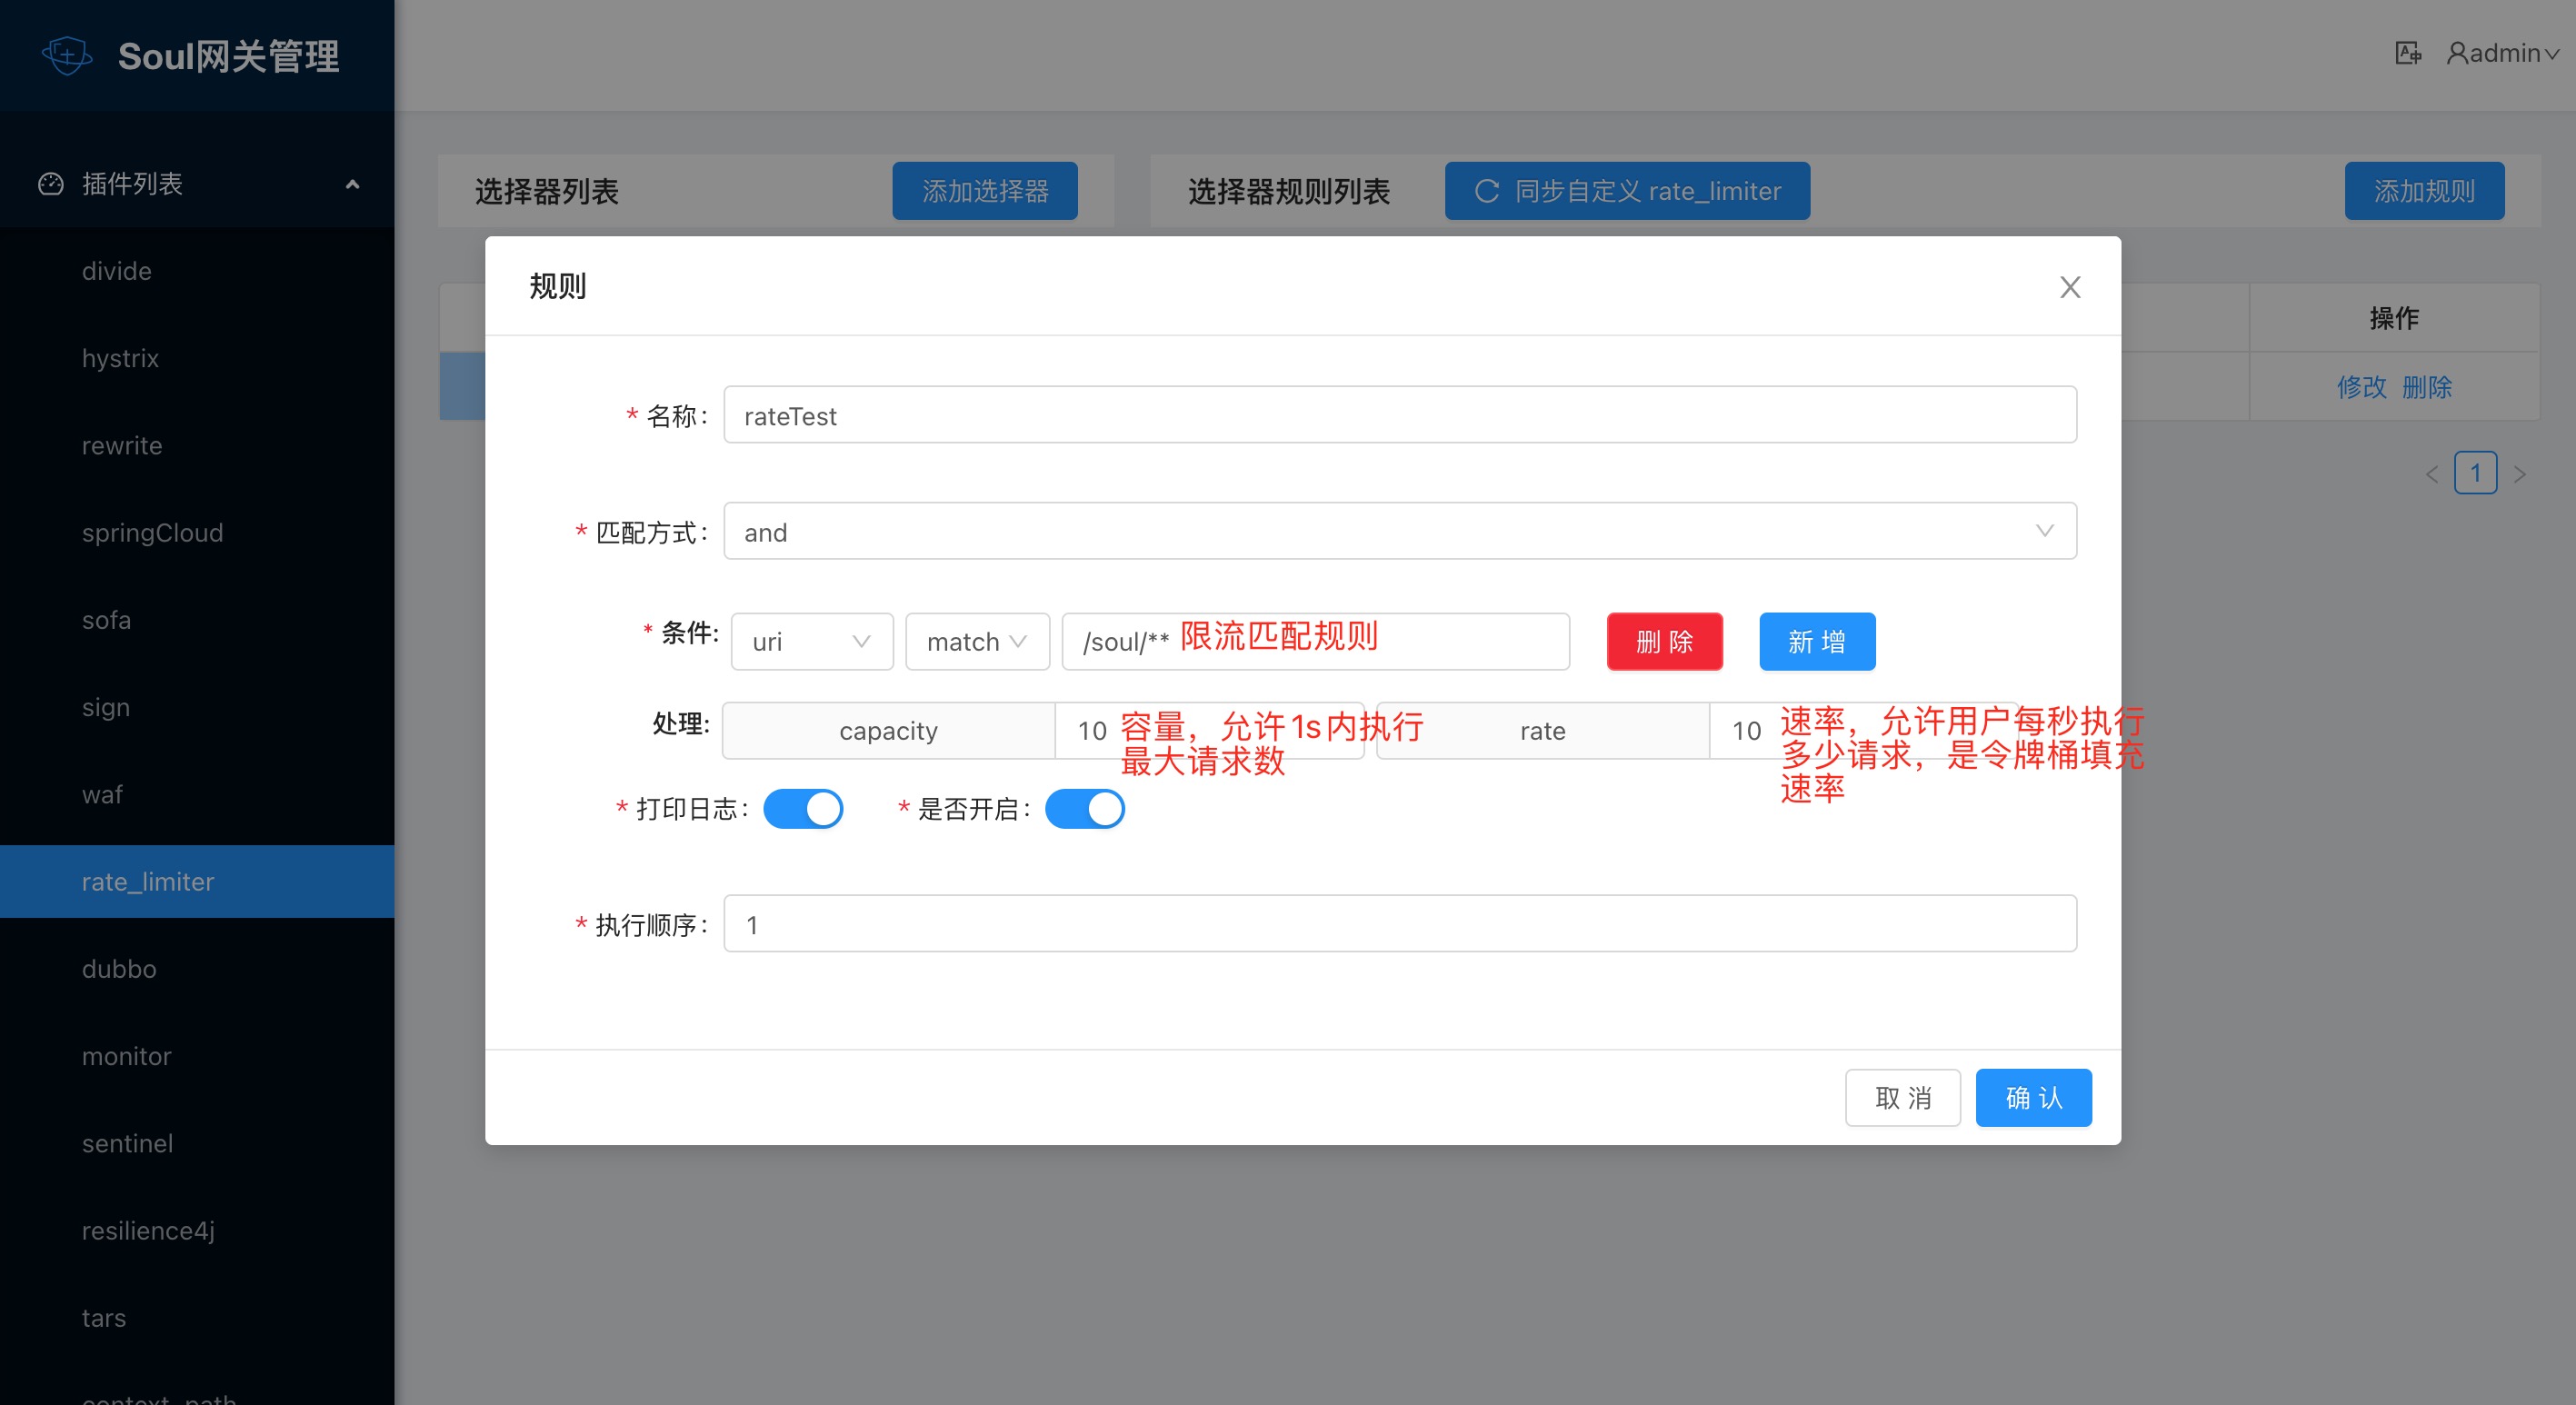 Soul网关管理
admin
插件列表
divide
hystrix
rewrite
springCloud
sofa
sign
waf
rate_limiter
dubbo
monitor
sentinel
resilience4j
tars
context_path
选择器列表
添加选择器
选择器规则列表
同步自定义 rate_limiter
添加规则
操作
修改 删除
1
规则
* 名称: rateTest
* 匹配方式: and
* 条件: uri match /soul/** 限流匹配规则 删 除 新 增
处理: capacity 10 容量，允许1s内执行
最大请求数
rate 10 速率，允许用户每秒执行
多少请求，是令牌桶填充
速率
* 打印日志: * 是否开启:
* 执行顺序: 1
取 消 确 认